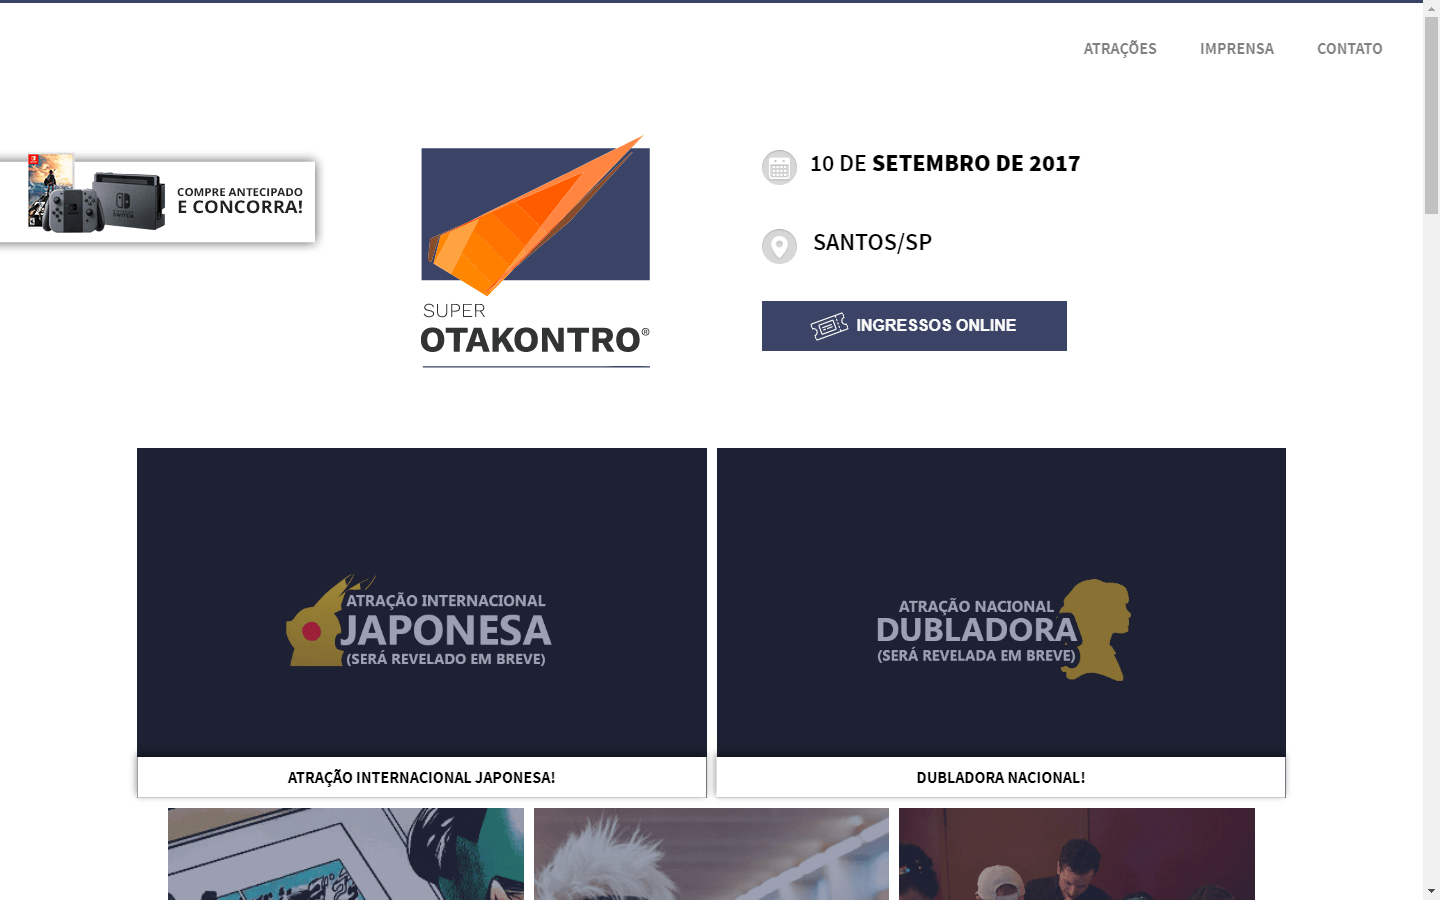 ATRAÇÕES
IMPRENSA
CONTATO
COMPRE ANTECIPADO
E CONCORRA!
SUPER
OTAKONTRO®
10 DE SETEMBRO DE 2017
SANTOS/SP
INGRESSOS ONLINE
ATRAÇÃO INTERNACIONAL
JAPONESA
(SERÁ REVELADO EM BREVE)
ATRAÇÃO NACIONAL
DUBLADORA
(SERÁ REVELADA EM BREVE)
ATRAÇÃO INTERNACIONAL JAPONESA!
DUBLADORA NACIONAL!